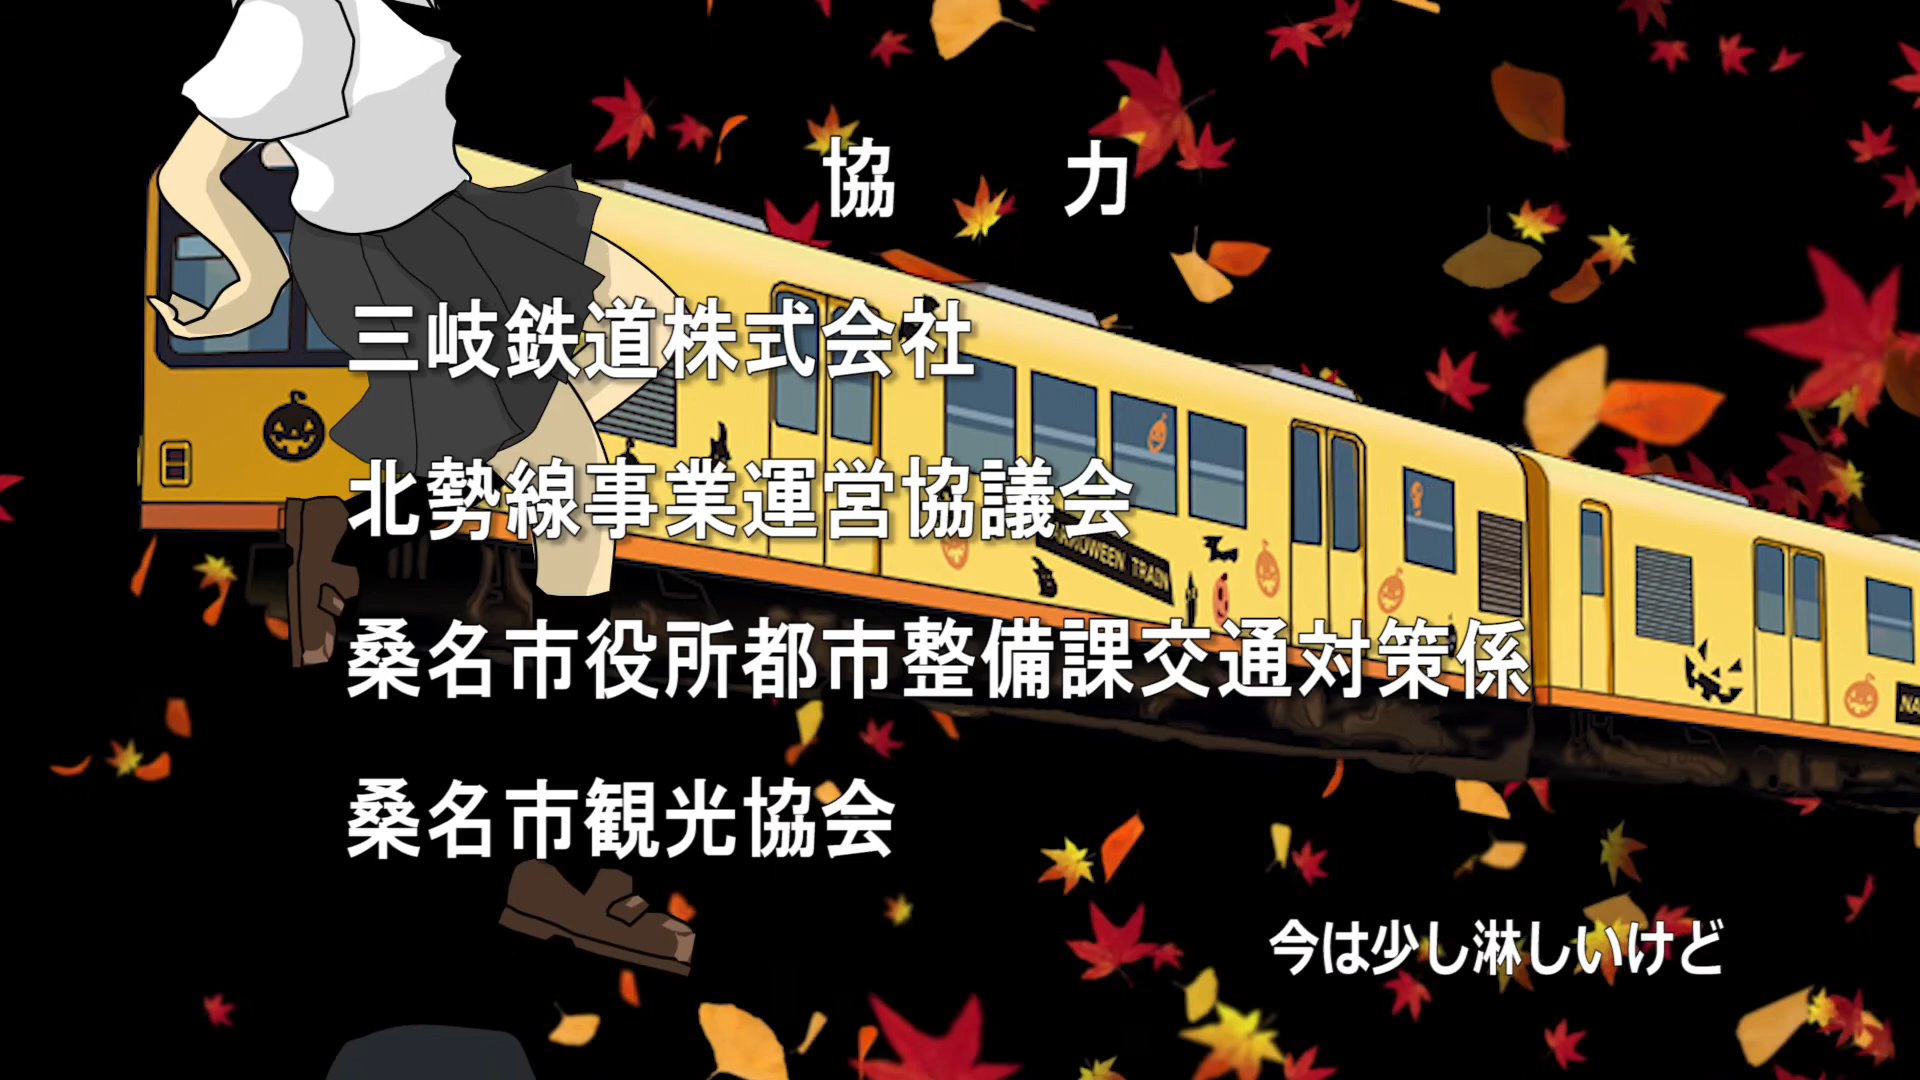 協 力
三岐鉄道株式会社
北勢線事業運営協議会
HALLOWEEN TRAIN
桑名市役所都市整備課交通対策係
桑名市観光協会
今は少し淋しいけど